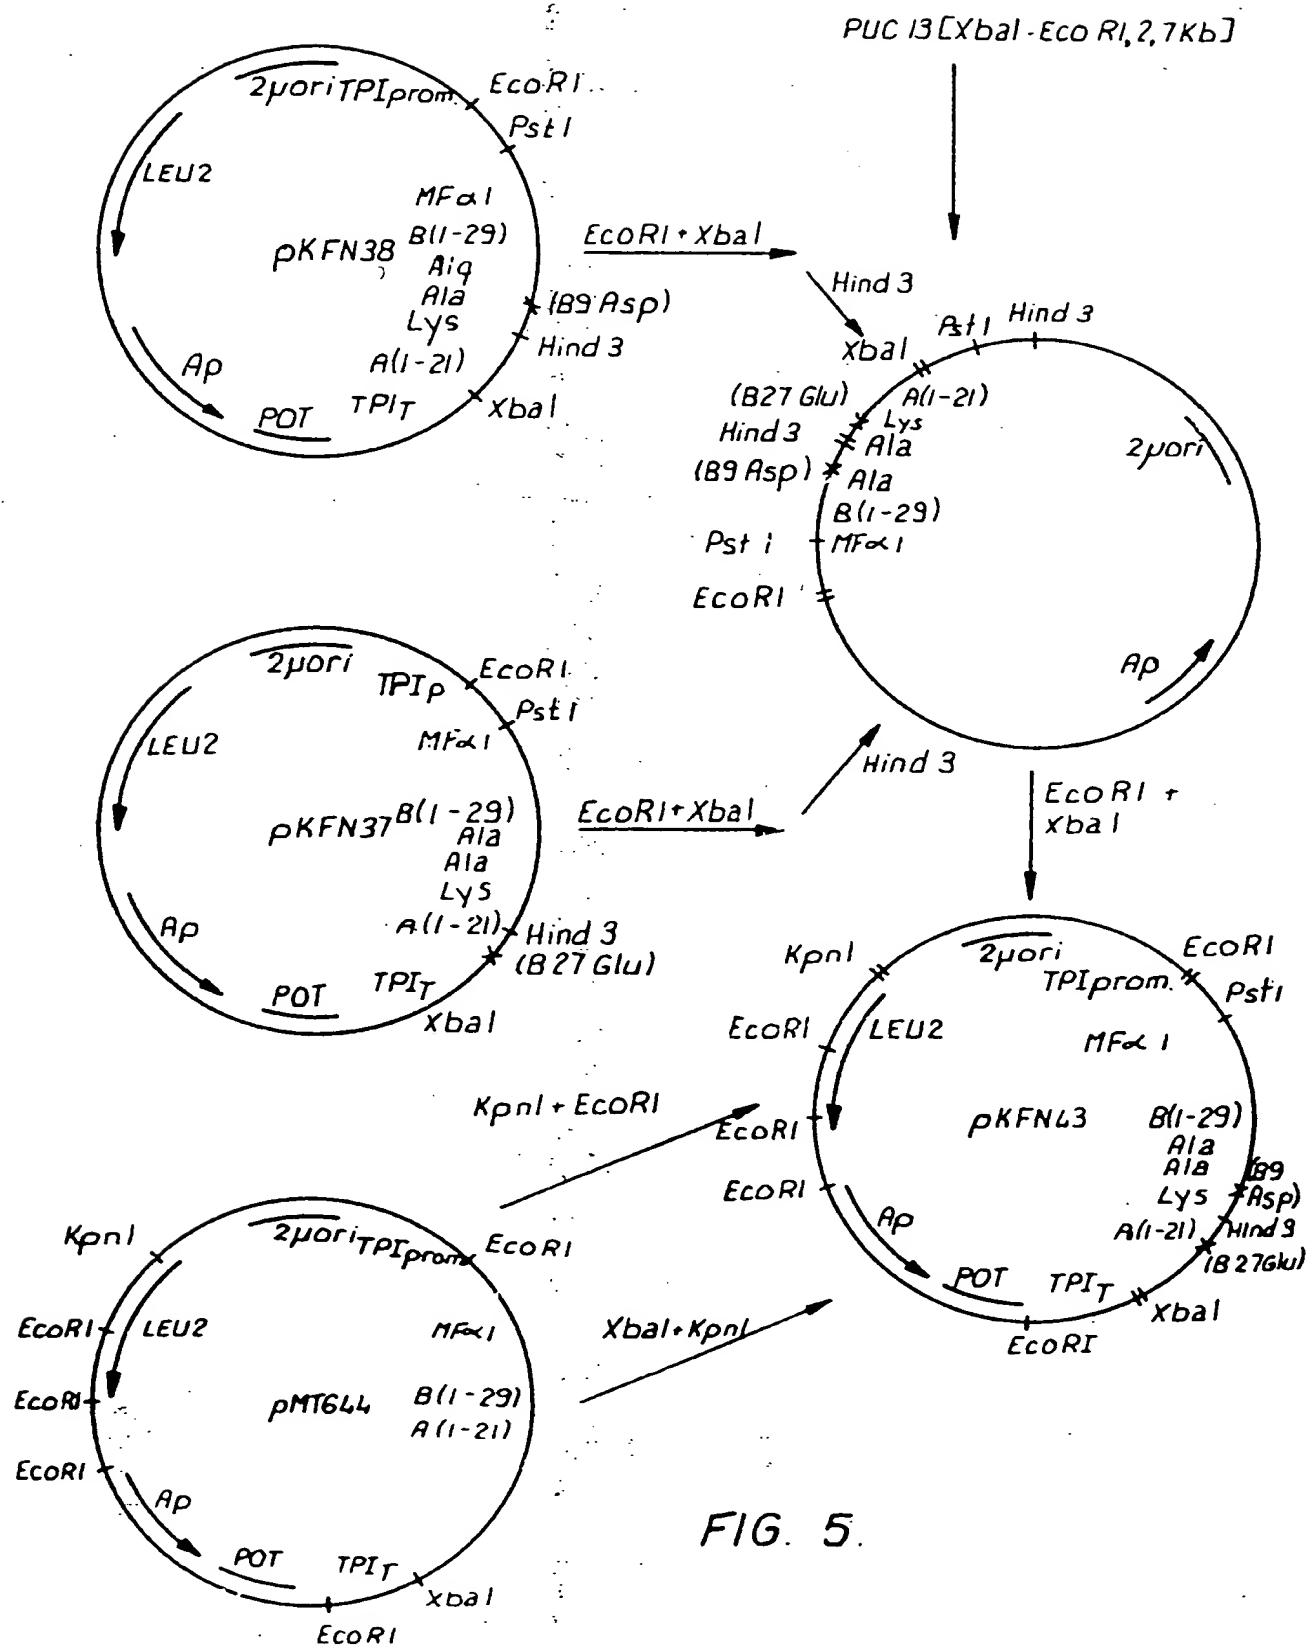 PUC 13 [XbaI - Eco RI, 2,7Kb]
2μori
TPIprom.
EcoRI
Pst I
LEU2
MFα1
pKFN38
B(1-29)
Ala
Ala
Lys
(B9 Asp)
Hind 3
A(1-21)
Ap
TPIT
XbaI
POT
EcoRI + XbaI
Hind 3
Pst I
Hind 3
XbaI
(B27 Glu)
A(1-21)
Lys
Hind 3
Ala
(B9 Asp)
Ala
B(1-29)
Pst i
MFα1
EcoRI
2μori
Ap
2μori
TPIp
EcoRI
Pst I
LEU2
MFα1
pKFN37
B(1-29)
Ala
Ala
Lys
A(1-21)
Hind 3
(B27 Glu)
Ap
TPIT
POT
XbaI
EcoRI + XbaI
Hind 3
EcoRI +
XbaI
KpnI + EcoRI
XbaI + KpnI
KpnI
2μori
TPIprom.
EcoRI
PstI
EcoRI
LEU2
MFα1
EcoRI
pKFN43
B(1-29)
Ala
Ala
(B9
Asp)
EcoRI
Lys
Ap
A(1-21)
Hind 3
(B27Glu)
POT
TPIT
XbaI
EcoRI
KpnI
2μori
TPIprom.
EcoRI
EcoRI
LEU2
MFα1
EcoRI
pMT644
B(1-29)
A(1-21)
EcoRI
Ap
POT
TPIT
XbaI
EcoRI
FIG. 5.